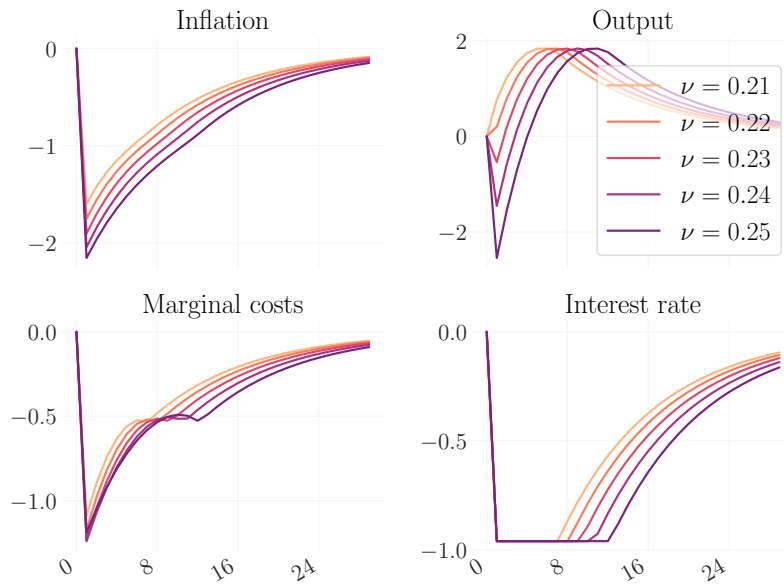 Inflation
0
−1
−2
Output
2
0
−2
ν = 0.21
ν = 0.22
ν = 0.23
ν = 0.24
ν = 0.25
Marginal costs
0.0
−0.5
−1.0
0 8 16 24
Interest rate
0.0
−0.5
−1.0
0 8 16 24